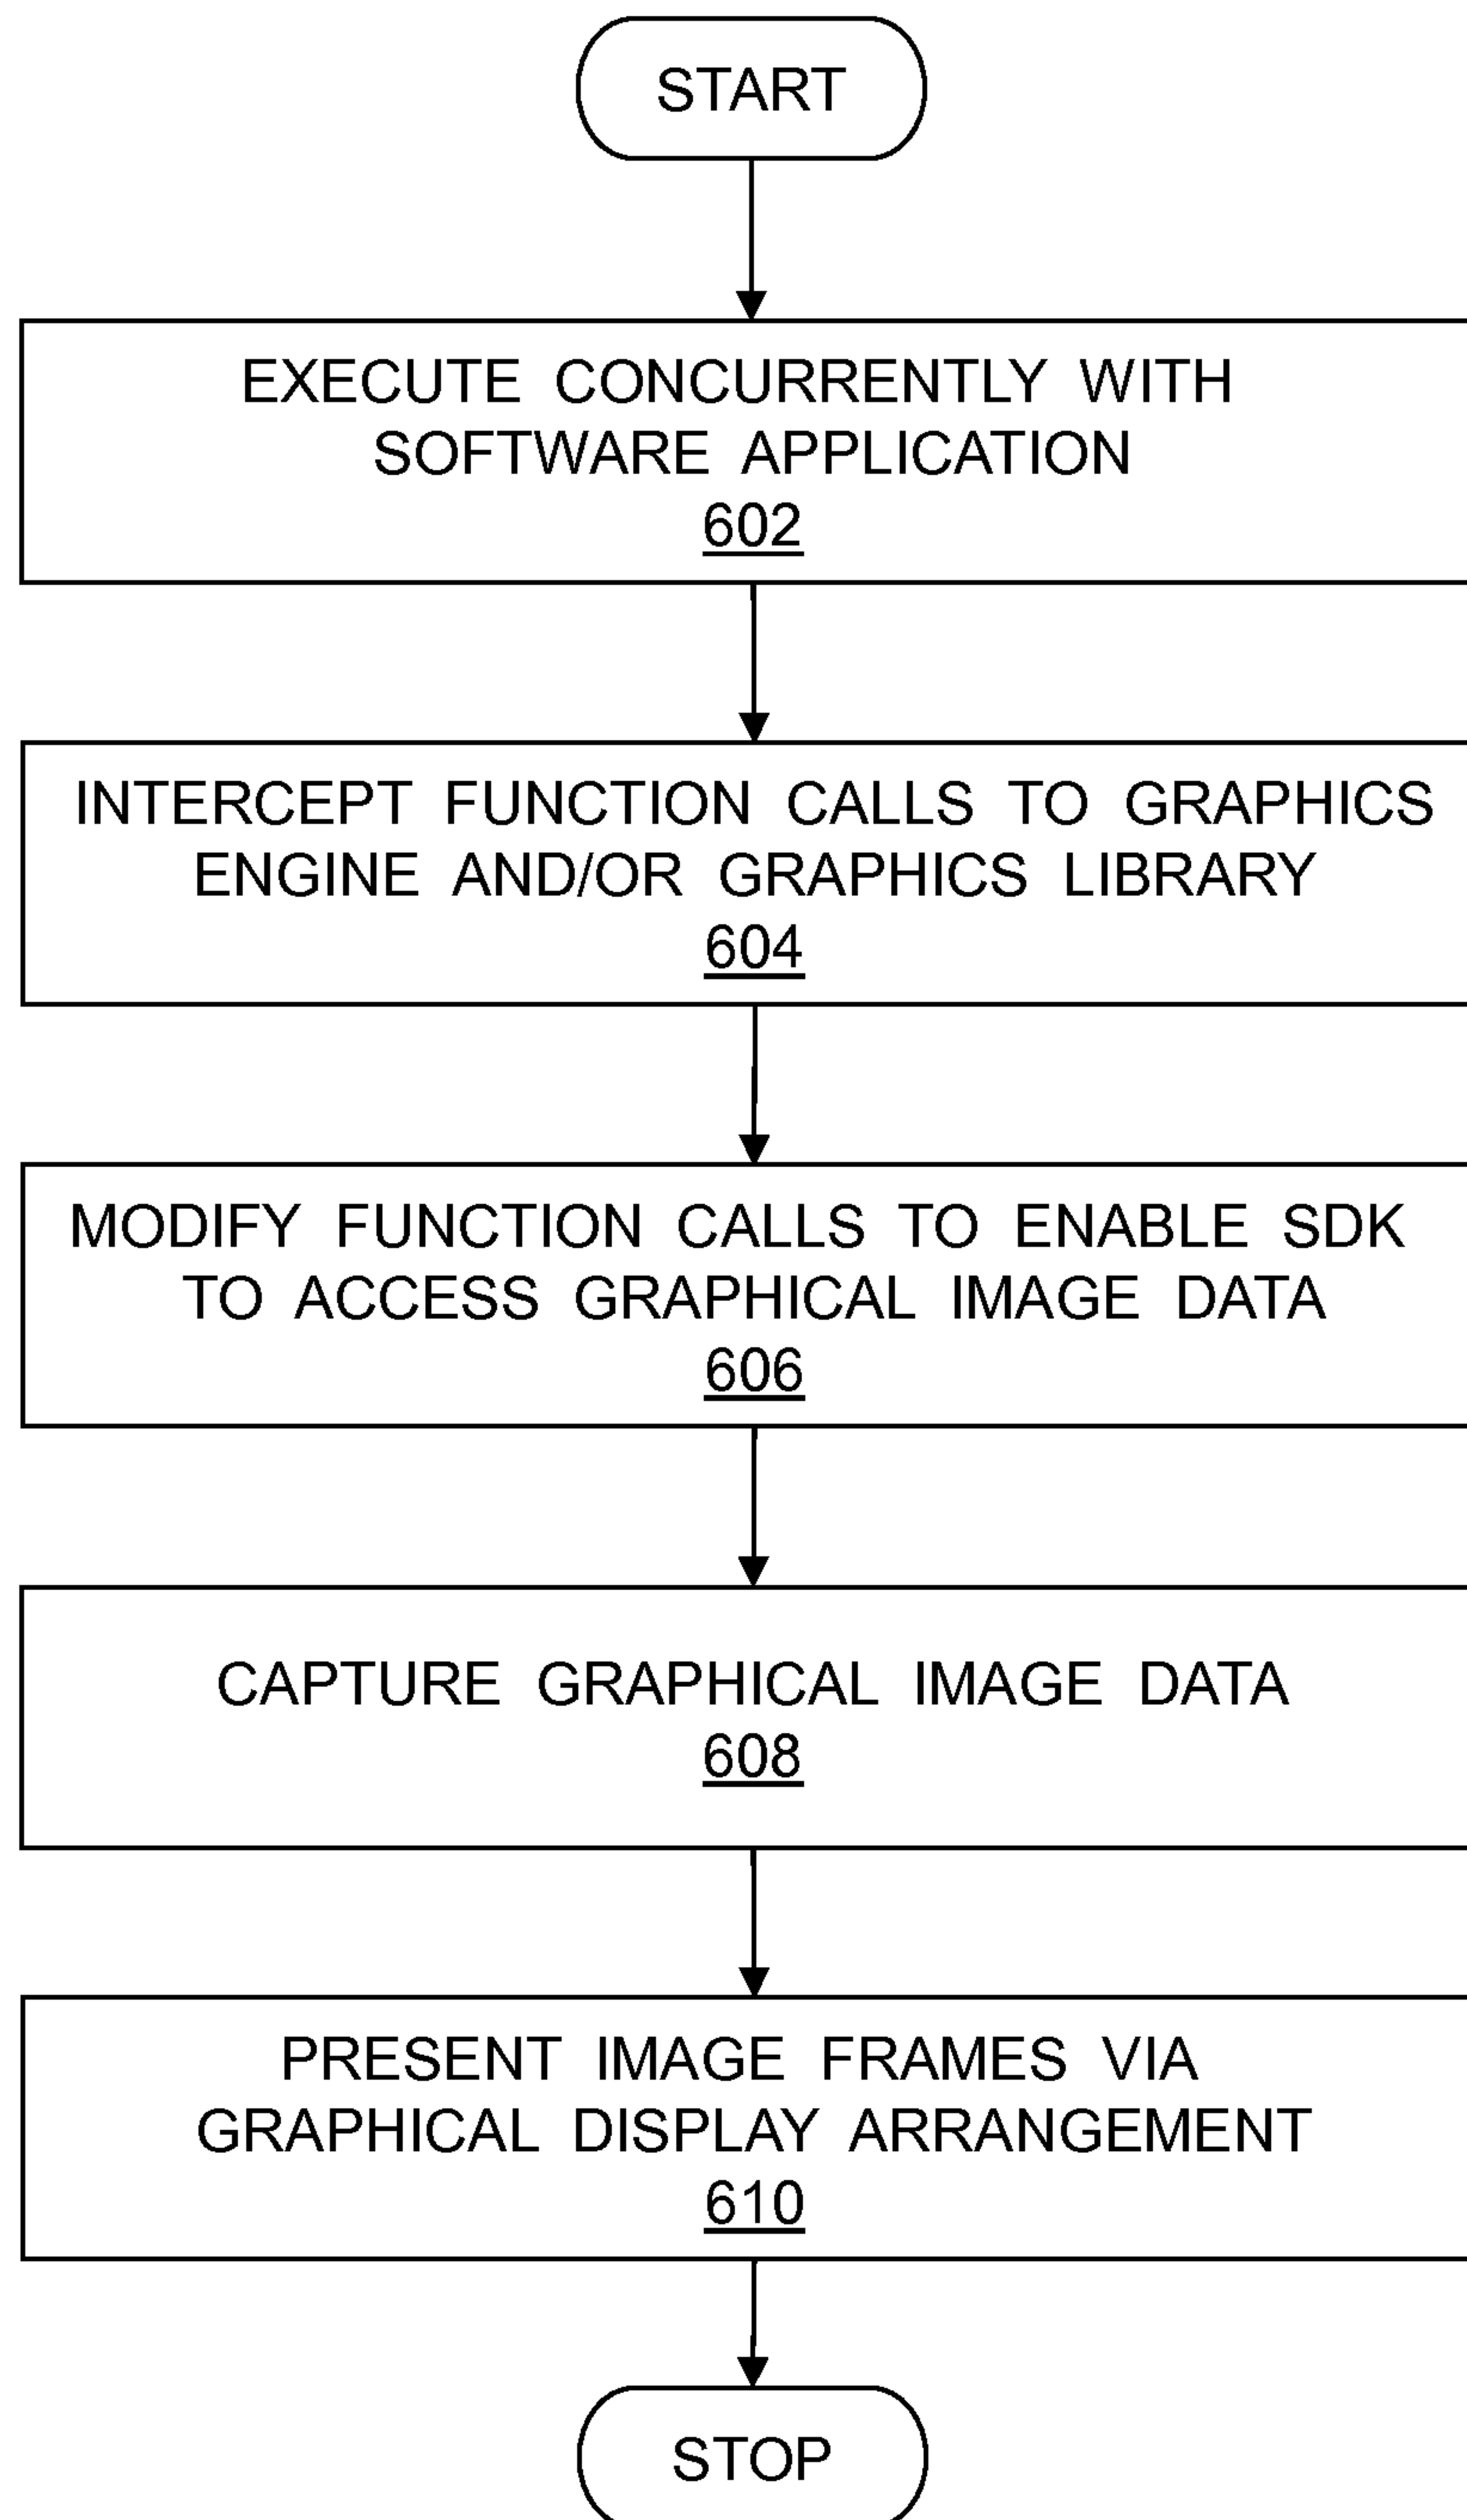 START
EXECUTE CONCURRENTLY WITH
SOFTWARE APPLICATION
602
INTERCEPT FUNCTION CALLS TO GRAPHICS
ENGINE AND/OR GRAPHICS LIBRARY
604
MODIFY FUNCTION CALLS TO ENABLE SDK
TO ACCESS GRAPHICAL IMAGE DATA
606
CAPTURE GRAPHICAL IMAGE DATA
608
PRESENT IMAGE FRAMES VIA
GRAPHICAL DISPLAY ARRANGEMENT
610
STOP